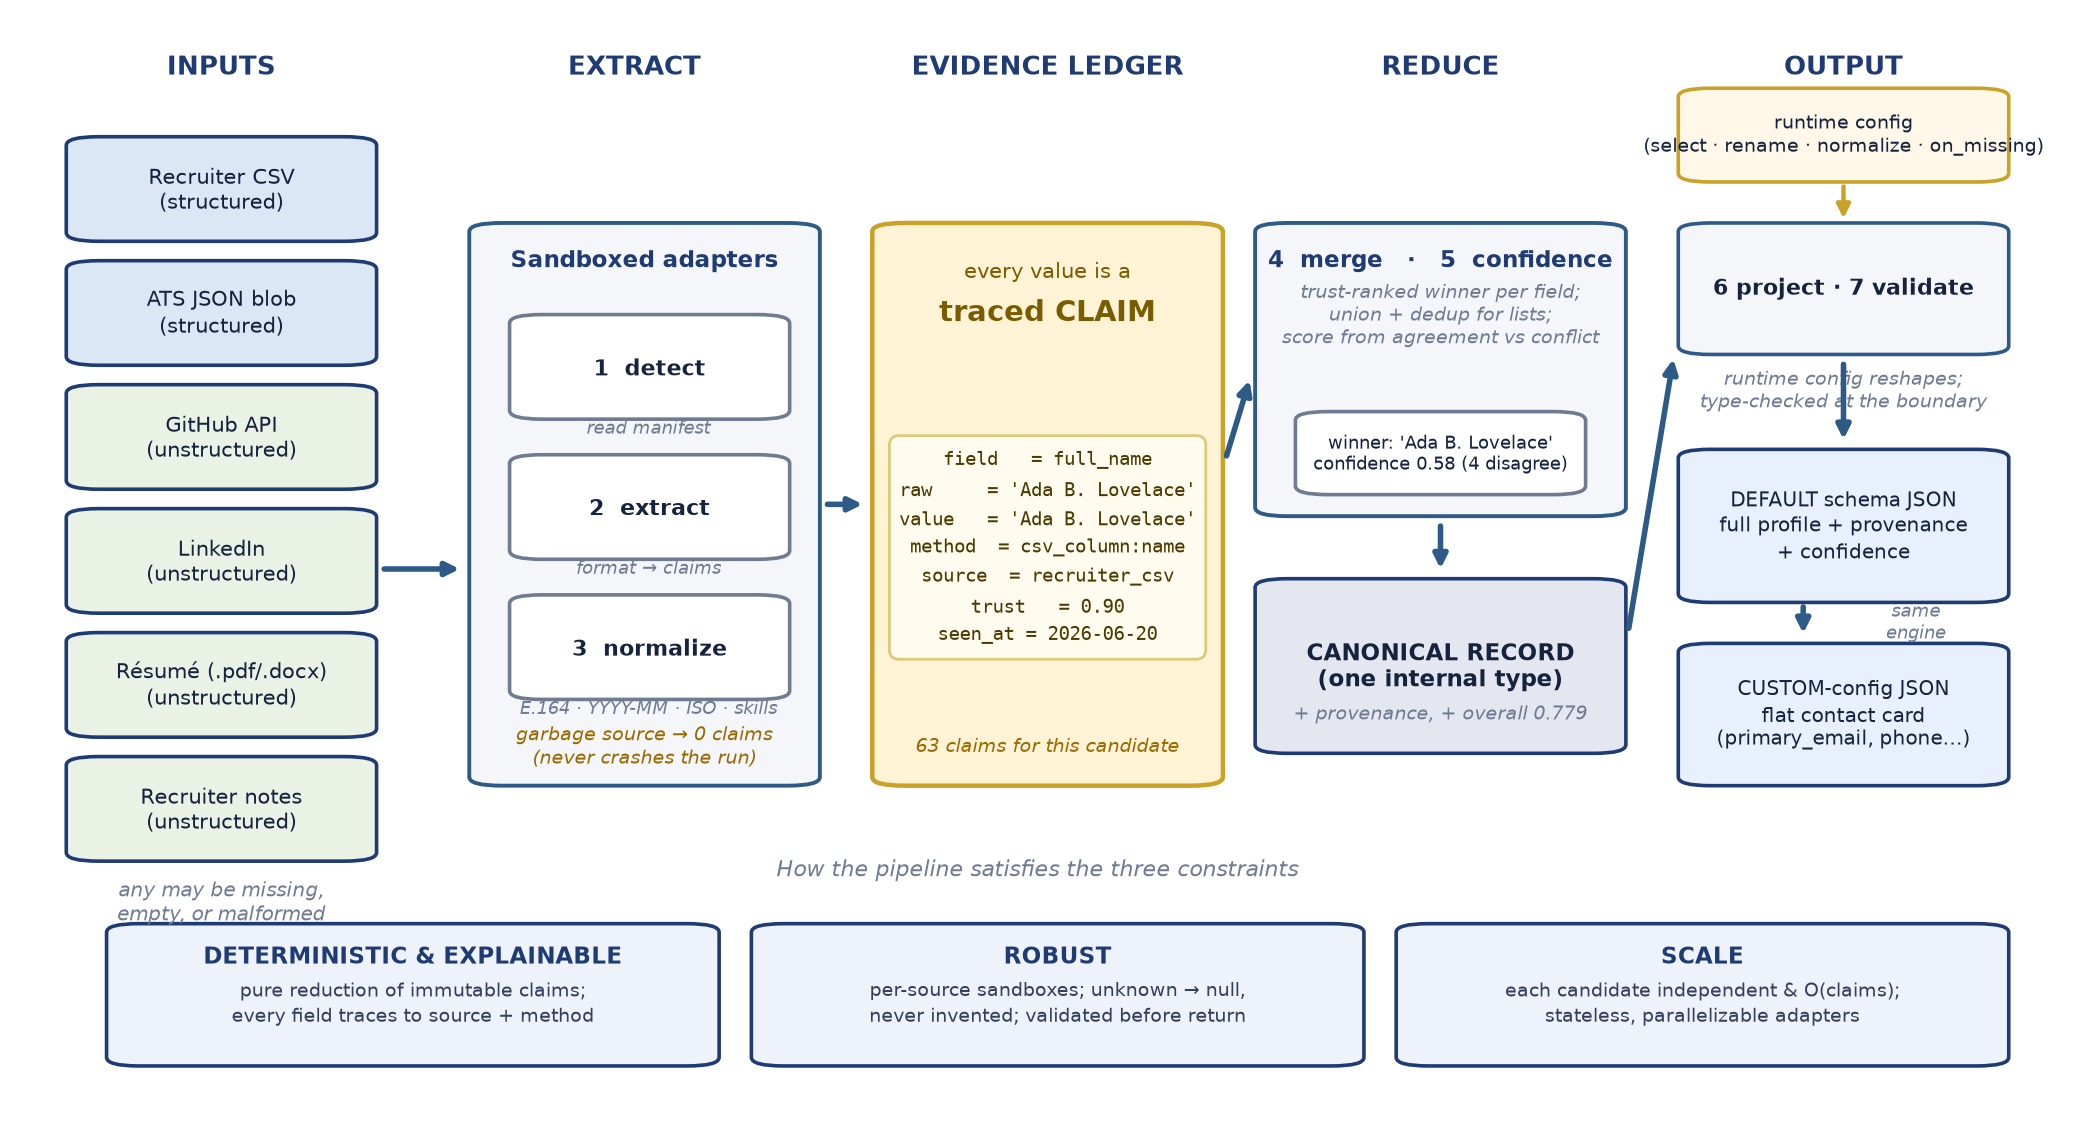 INPUTS
Recruiter CSV
(structured)
ATS JSON blob
(structured)
GitHub API
(unstructured)
LinkedIn
(unstructured)
Résumé (.pdf/.docx)
(unstructured)
Recruiter notes
(unstructured)
any may be missing,
empty, or malformed
EXTRACT
Sandboxed adapters
1 detect
read manifest
2 extract
format → claims
3 normalize
E.164 · YYYY-MM · ISO · skills
garbage source → 0 claims
(never crashes the run)
EVIDENCE LEDGER
every value is a
traced CLAIM
field = full_name
raw = 'Ada B. Lovelace'
value = 'Ada B. Lovelace'
method = csv_column:name
source = recruiter_csv
trust = 0.90
seen_at = 2026-06-20
63 claims for this candidate
REDUCE
4 merge · 5 confidence
trust-ranked winner per field;
union + dedup for lists;
score from agreement vs conflict
winner: 'Ada B. Lovelace'
confidence 0.58 (4 disagree)
CANONICAL RECORD
(one internal type)
+ provenance, + overall 0.779
OUTPUT
runtime config
(select · rename · normalize · on_missing)
6 project · 7 validate
runtime config reshapes;
type-checked at the boundary
DEFAULT schema JSON
full profile + provenance
+ confidence
same
engine
CUSTOM-config JSON
flat contact card
(primary_email, phone…)
How the pipeline satisfies the three constraints
DETERMINISTIC & EXPLAINABLE
pure reduction of immutable claims;
every field traces to source + method
ROBUST
per-source sandboxes; unknown → null,
never invented; validated before return
SCALE
each candidate independent & O(claims);
stateless, parallelizable adapters